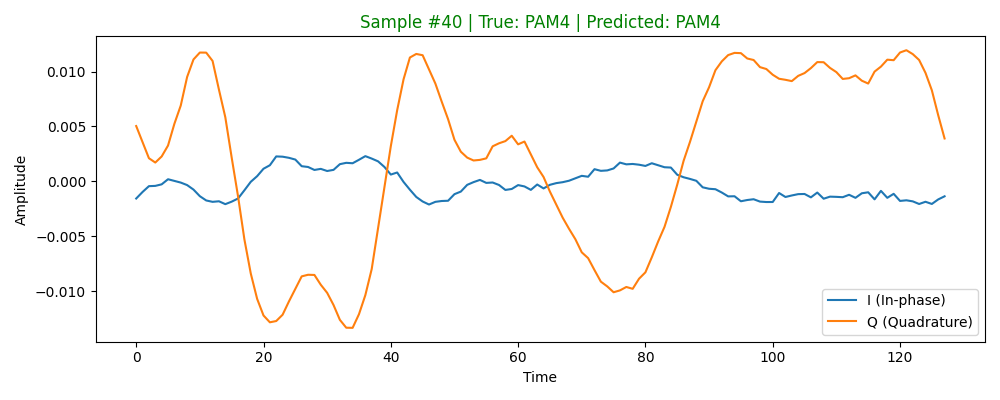 Sample #40 | True: PAM4 | Predicted: PAM4
Amplitude
0.010
0.005
0.000
−0.005
−0.010
I (In-phase)
Q (Quadrature)
0 20 40 60 80 100 120
Time